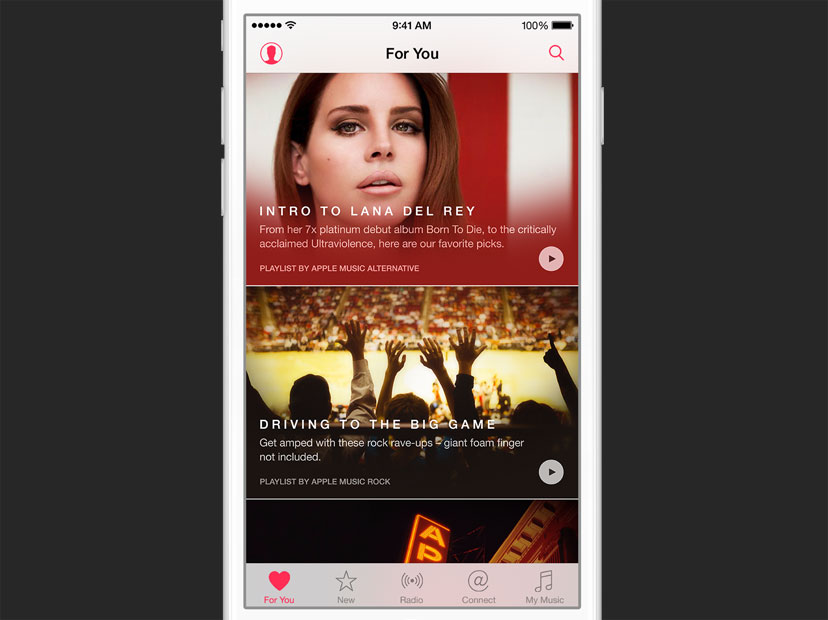 9:41 AM
100%
For You
INTRO TO LANA DEL REY
From her 7x platinum debut album Born To Die, to the critically
acclaimed Ultraviolence, here are our favorite picks.
PLAYLIST BY APPLE MUSIC ALTERNATIVE
DRIVING TO THE BIG GAME
Get amped with these rock rave-ups – giant foam finger
not included.
PLAYLIST BY APPLE MUSIC ROCK
AP
For You
New
Radio
@
Connect
My Music